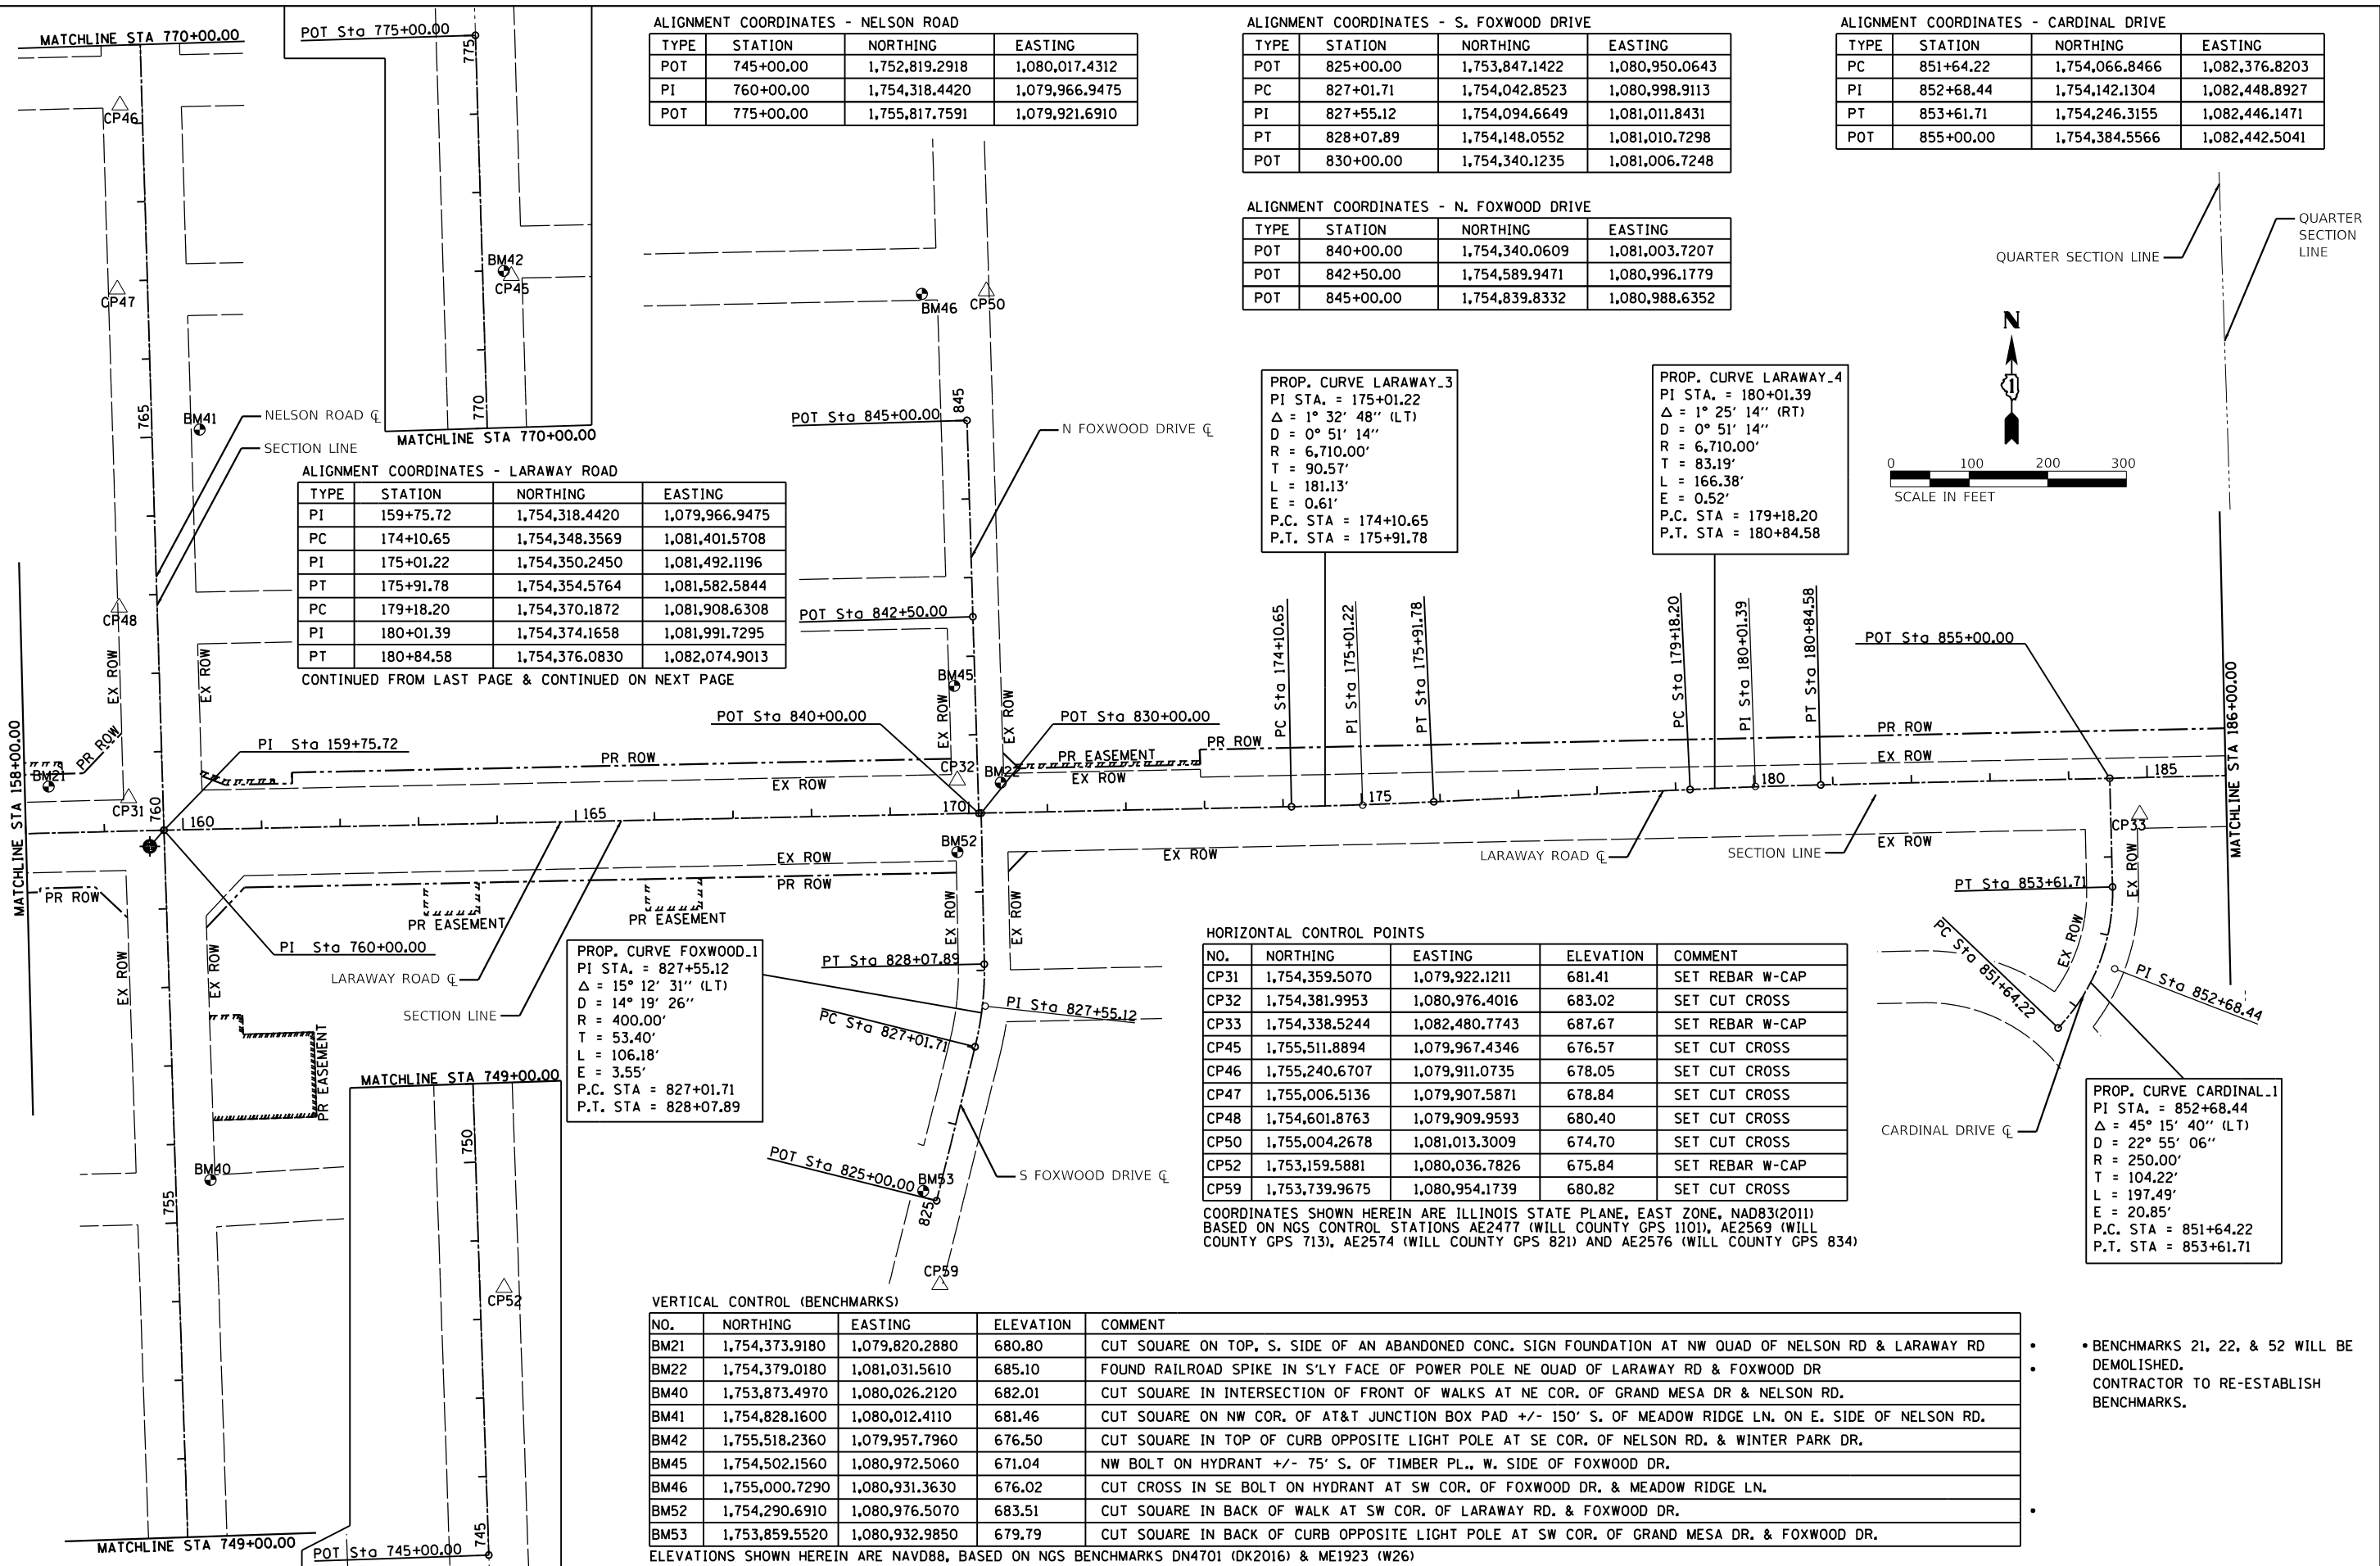 MATCHLINE STA 770+00.00
POT Sta 775+00.00
775
ALIGNMENT COORDINATES - NELSON ROAD
TYPE STATION NORTHING EASTING
POT 745+00.00 1,752,819.2918 1,080,017.4312
PI 760+00.00 1,754,318.4420 1,079,966.9475
POT 775+00.00 1,755,817.7591 1,079,921.6910
ALIGNMENT COORDINATES - S. FOXWOOD DRIVE
TYPE STATION NORTHING EASTING
POT 825+00.00 1,753,847.1422 1,080,950.0643
PC 827+01.71 1,754,042.8523 1,080,998.9113
PI 827+55.12 1,754,094.6649 1,081,011.8431
PT 828+07.89 1,754,148.0552 1,081,010.7298
POT 830+00.00 1,754,340.1235 1,081,006.7248
ALIGNMENT COORDINATES - CARDINAL DRIVE
TYPE STATION NORTHING EASTING
PC 851+64.22 1,754,066.8466 1,082,376.8203
PI 852+68.44 1,754,142.1304 1,082,448.8927
PT 853+61.71 1,754,246.3155 1,082,446.1471
POT 855+00.00 1,754,384.5566 1,082,442.5041
ALIGNMENT COORDINATES - N. FOXWOOD DRIVE
TYPE STATION NORTHING EASTING
POT 840+00.00 1,754,340.0609 1,081,003.7207
POT 842+50.00 1,754,589.9471 1,080,996.1779
POT 845+00.00 1,754,839.8332 1,080,988.6352
QUARTER SECTION LINE
QUARTER
SECTION
LINE
CP46
CP47
BM42
CP45
BM46
CP50
N
1
0 100 200 300
SCALE IN FEET
765
BM41
NELSON ROAD ℄
SECTION LINE
770
MATCHLINE STA 770+00.00
POT Sta 845+00.00
845
N FOXWOOD DRIVE ℄
PROP. CURVE LARAWAY_3
PI STA. = 175+01.22
Δ = 1° 32' 48'' (LT)
D = 0° 51' 14''
R = 6,710.00'
T = 90.57'
L = 181.13'
E = 0.61'
P.C. STA = 174+10.65
P.T. STA = 175+91.78
PROP. CURVE LARAWAY_4
PI STA. = 180+01.39
Δ = 1° 25' 14'' (RT)
D = 0° 51' 14''
R = 6,710.00'
T = 83.19'
L = 166.38'
E = 0.52'
P.C. STA = 179+18.20
P.T. STA = 180+84.58
ALIGNMENT COORDINATES - LARAWAY ROAD
TYPE STATION NORTHING EASTING
PI 159+75.72 1,754,318.4420 1,079,966.9475
PC 174+10.65 1,754,348.3569 1,081,401.5708
PI 175+01.22 1,754,350.2450 1,081,492.1196
PT 175+91.78 1,754,354.5764 1,081,582.5844
PC 179+18.20 1,754,370.1872 1,081,908.6308
PI 180+01.39 1,754,374.1658 1,081,991.7295
PT 180+84.58 1,754,376.0830 1,082,074.9013
CONTINUED FROM LAST PAGE & CONTINUED ON NEXT PAGE
CP48
EX ROW
EX ROW
POT Sta 842+50.00
BM45
EX ROW
EX ROW
PC Sta 174+10.65
PI Sta 175+01.22
PT Sta 175+91.78
PC Sta 179+18.20
PI Sta 180+01.39
PT Sta 180+84.58
POT Sta 855+00.00
MATCHLINE STA 158+00.00
MATCHLINE STA 186+00.00
PR ROW
PI Sta 159+75.72
POT Sta 840+00.00
POT Sta 830+00.00
PR ROW
PR EASEMENT
PR ROW
EX ROW
BM21
CP32
BM22
EX ROW
EX ROW
CP31
760
160
165
170
175
180
185
CP33
BM52
EX ROW
EX ROW
LARAWAY ROAD ℄
SECTION LINE
EX ROW
PR ROW
PR ROW
PR EASEMENT
PR EASEMENT
PT Sta 853+61.71
EX ROW
EX ROW
PI Sta 760+00.00
EX ROW
EX ROW
LARAWAY ROAD ℄
SECTION LINE
EX ROW
EX ROW
PROP. CURVE FOXWOOD_1
PI STA. = 827+55.12
Δ = 15° 12' 31'' (LT)
D = 14° 19' 26''
R = 400.00'
T = 53.40'
L = 106.18'
E = 3.55'
P.C. STA = 827+01.71
P.T. STA = 828+07.89
PT Sta 828+07.89
PI Sta 827+55.12
PC Sta 827+01.71
PC Sta 851+64.22
PI Sta 852+68.44
HORIZONTAL CONTROL POINTS
NO. NORTHING EASTING ELEVATION COMMENT
CP31 1,754,359.5070 1,079,922.1211 681.41 SET REBAR W-CAP
CP32 1,754,381.9953 1,080,976.4016 683.02 SET CUT CROSS
CP33 1,754,338.5244 1,082,480.7743 687.67 SET REBAR W-CAP
CP45 1,755,511.8894 1,079,967.4346 676.57 SET CUT CROSS
CP46 1,755,240.6707 1,079,911.0735 678.05 SET CUT CROSS
CP47 1,755,006.5136 1,079,907.5871 678.84 SET CUT CROSS
CP48 1,754,601.8763 1,079,909.9593 680.40 SET CUT CROSS
CP50 1,755,004.2678 1,081,013.3009 674.70 SET CUT CROSS
CP52 1,753,159.5881 1,080,036.7826 675.84 SET REBAR W-CAP
CP59 1,753,739.9675 1,080,954.1739 680.82 SET CUT CROSS
COORDINATES SHOWN HEREIN ARE ILLINOIS STATE PLANE, EAST ZONE, NAD83(2011)
BASED ON NGS CONTROL STATIONS AE2477 (WILL COUNTY GPS 1101), AE2569 (WILL
COUNTY GPS 713), AE2574 (WILL COUNTY GPS 821) AND AE2576 (WILL COUNTY GPS 834)
PR EASEMENT
MATCHLINE STA 749+00.00
750
BM40
755
POT Sta 825+00.00
BM53
825
S FOXWOOD DRIVE ℄
CARDINAL DRIVE ℄
PROP. CURVE CARDINAL_1
PI STA. = 852+68.44
Δ = 45° 15' 40'' (LT)
D = 22° 55' 06''
R = 250.00'
T = 104.22'
L = 197.49'
E = 20.85'
P.C. STA = 851+64.22
P.T. STA = 853+61.71
CP59
CP52
VERTICAL CONTROL (BENCHMARKS)
NO. NORTHING EASTING ELEVATION COMMENT
BM21 1,754,373.9180 1,079,820.2880 680.80 CUT SQUARE ON TOP, S. SIDE OF AN ABANDONED CONC. SIGN FOUNDATION AT NW QUAD OF NELSON RD & LARAWAY RD •
BM22 1,754,379.0180 1,081,031.5610 685.10 FOUND RAILROAD SPIKE IN S'LY FACE OF POWER POLE NE QUAD OF LARAWAY RD & FOXWOOD DR •
BM40 1,753,873.4970 1,080,026.2120 682.01 CUT SQUARE IN INTERSECTION OF FRONT OF WALKS AT NE COR. OF GRAND MESA DR & NELSON RD.
BM41 1,754,828.1600 1,080,012.4110 681.46 CUT SQUARE ON NW COR. OF AT&T JUNCTION BOX PAD +/- 150' S. OF MEADOW RIDGE LN. ON E. SIDE OF NELSON RD.
BM42 1,755,518.2360 1,079,957.7960 676.50 CUT SQUARE IN TOP OF CURB OPPOSITE LIGHT POLE AT SE COR. OF NELSON RD. & WINTER PARK DR.
BM45 1,754,502.1560 1,080,972.5060 671.04 NW BOLT ON HYDRANT +/- 75' S. OF TIMBER PL., W. SIDE OF FOXWOOD DR.
BM46 1,755,000.7290 1,080,931.3630 676.02 CUT CROSS IN SE BOLT ON HYDRANT AT SW COR. OF FOXWOOD DR. & MEADOW RIDGE LN.
BM52 1,754,290.6910 1,080,976.5070 683.51 CUT SQUARE IN BACK OF WALK AT SW COR. OF LARAWAY RD. & FOXWOOD DR. •
BM53 1,753,859.5520 1,080,932.9850 679.79 CUT SQUARE IN BACK OF CURB OPPOSITE LIGHT POLE AT SW COR. OF GRAND MESA DR. & FOXWOOD DR.
ELEVATIONS SHOWN HEREIN ARE NAVD88, BASED ON NGS BENCHMARKS DN4701 (DK2016) & ME1923 (W26)
• BENCHMARKS 21, 22, & 52 WILL BE
DEMOLISHED.
CONTRACTOR TO RE-ESTABLISH
BENCHMARKS.
MATCHLINE STA 749+00.00
POT Sta 745+00.00
745